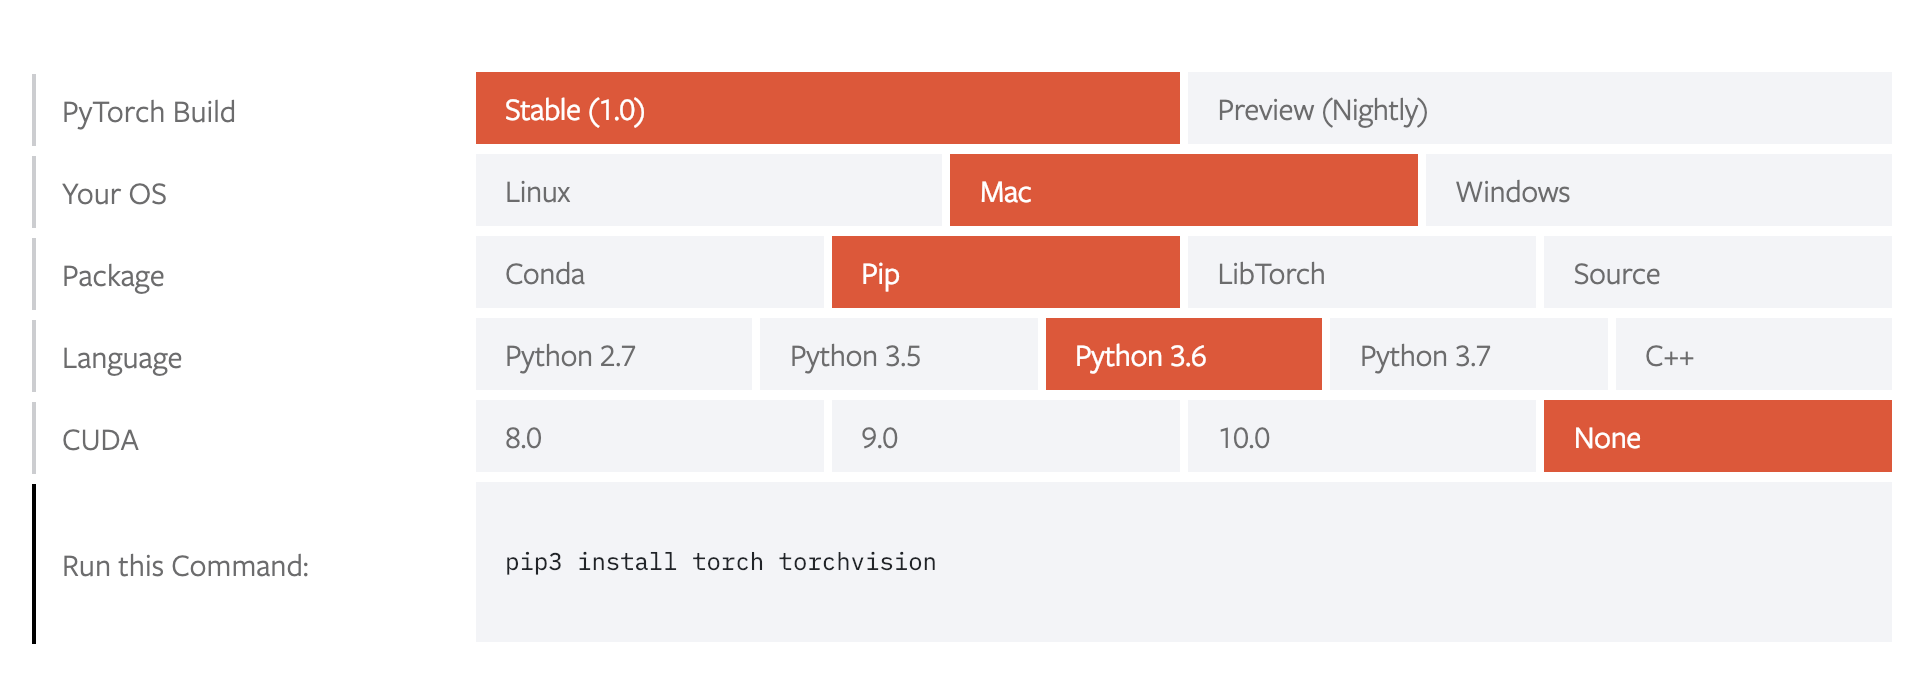 PyTorch Build Stable (1.0) Preview (Nightly)
Your OS Linux Mac Windows
Package Conda Pip LibTorch Source
Language Python 2.7 Python 3.5 Python 3.6 Python 3.7 C++
CUDA 8.0 9.0 10.0 None
Run this Command: pip3 install torch torchvision